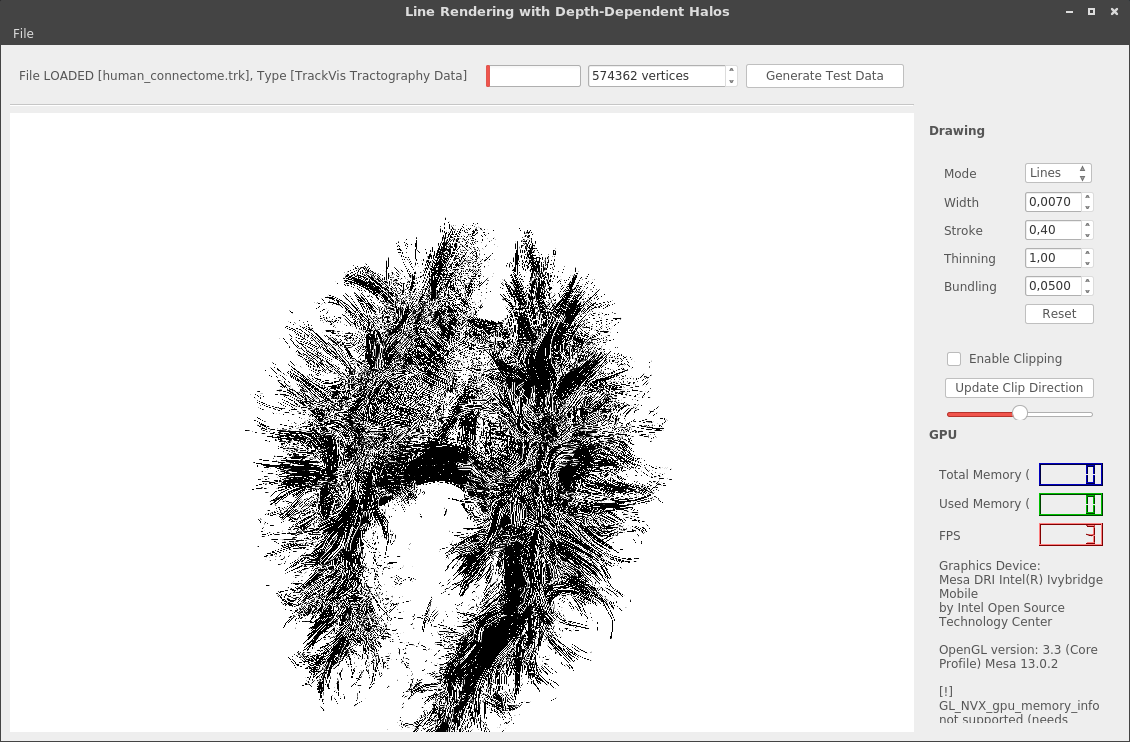 Line Rendering with Depth-Dependent Halos
File
File LOADED [human_connectome.trk], Type [TrackVis Tractography Data]
574362 vertices
Generate Test Data
Drawing
Mode
Lines
Width
0,0070
Stroke
0,40
Thinning
1,00
Bundling
0,0500
Reset
Enable Clipping
Update Clip Direction
GPU
Total Memory (
0
Used Memory (
0
FPS
3
Graphics Device:
Mesa DRI Intel(R) Ivybridge
Mobile
by Intel Open Source
Technology Center
OpenGL version: 3.3 (Core
Profile) Mesa 13.0.2
[!]
GL_NVX_gpu_memory_info
not supported (needs